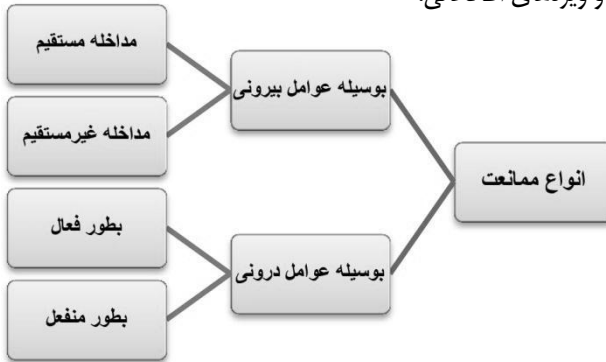 انواع ممانعت
بوسیله عوامل بیرونی
مداخله مستقیم
مداخله غیرمستقیم
بوسیله عوامل درونی
بطور فعال
بطور منفعل